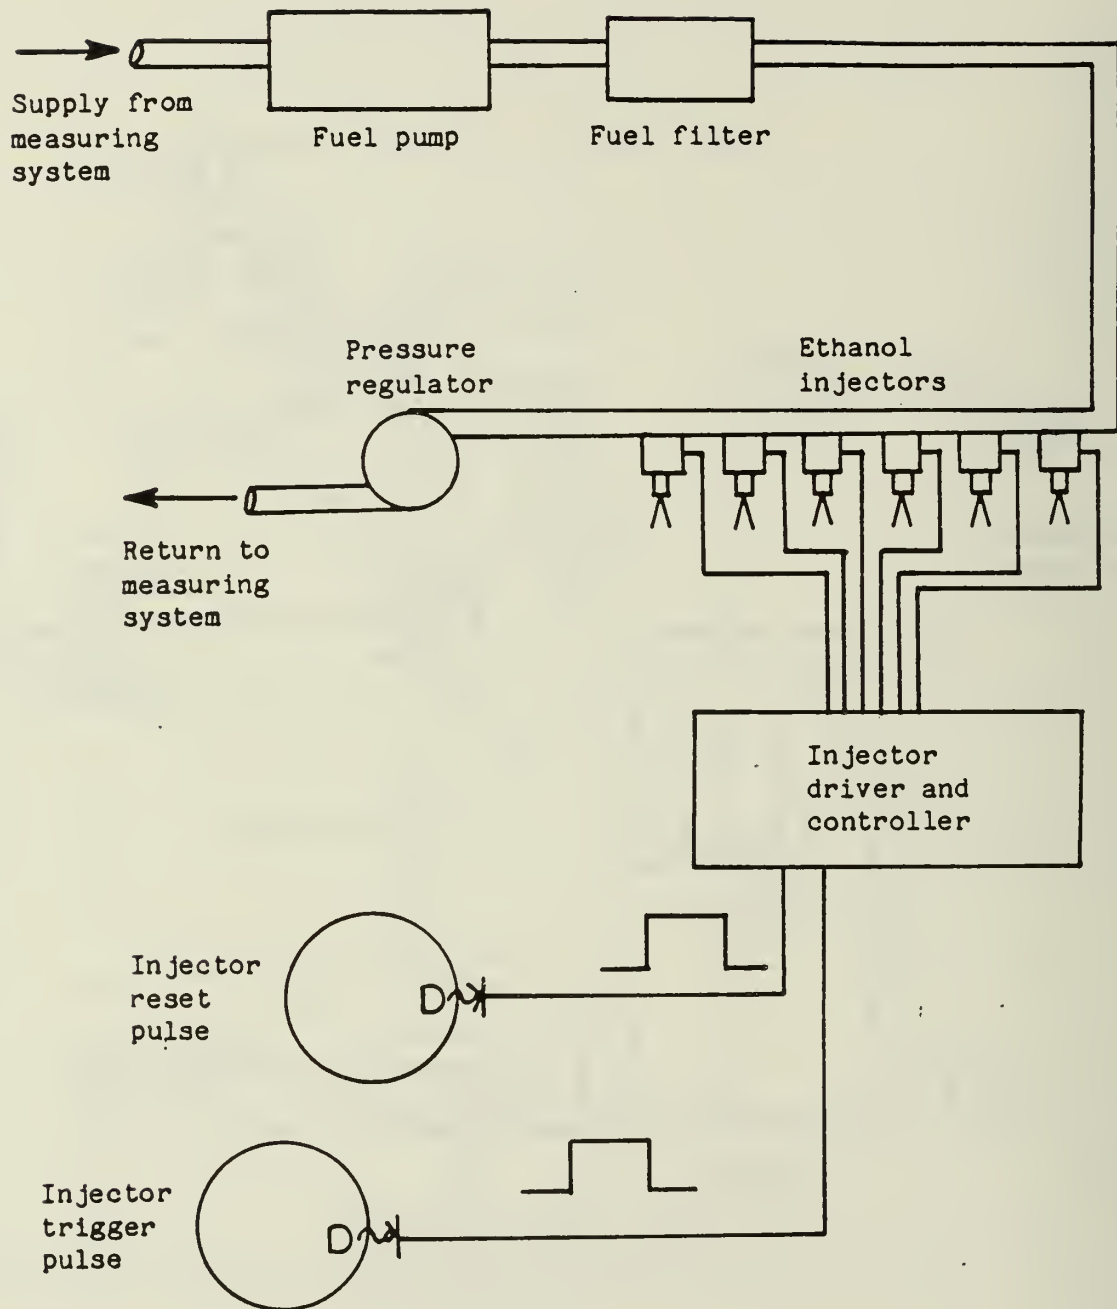 Supply from
measuring
system
Fuel pump
Fuel filter
Pressure
regulator
Ethanol
injectors
Return to
measuring
system
Injector
driver and
controller
Injector
reset
pulse
D
Injector
trigger
pulse
D